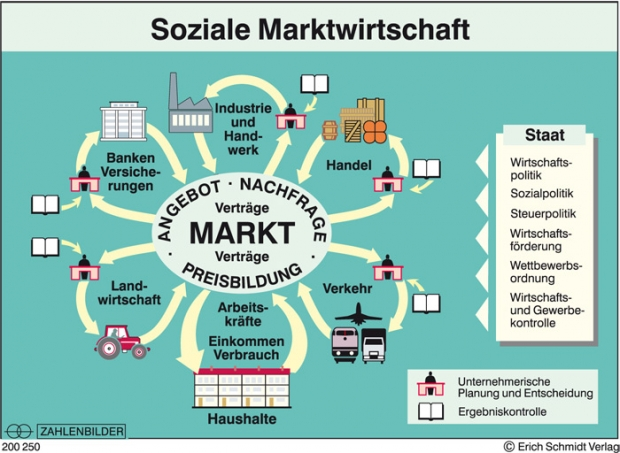 Soziale Marktwirtschaft
Industrie
und
Hand-
werk
Banken
Versiche-
rungen
Handel
ANGEBOT · NACHFRAGE ·
Verträge
MARKT
Verträge
PREISBILDUNG ·
Land-
wirtschaft
Verkehr
Arbeits-
kräfte
Einkommen
Verbrauch
Haushalte
Staat
Wirtschafts-
politik
Sozialpolitik
Steuerpolitik
Wirtschafts-
förderung
Wettbewerbs-
ordnung
Wirtschafts-
und Gewerbe-
kontrolle
Unternehmerische
Planung und Entscheidung
Ergebniskontrolle
ZAHLENBILDER
200 250
© Erich Schmidt Verlag